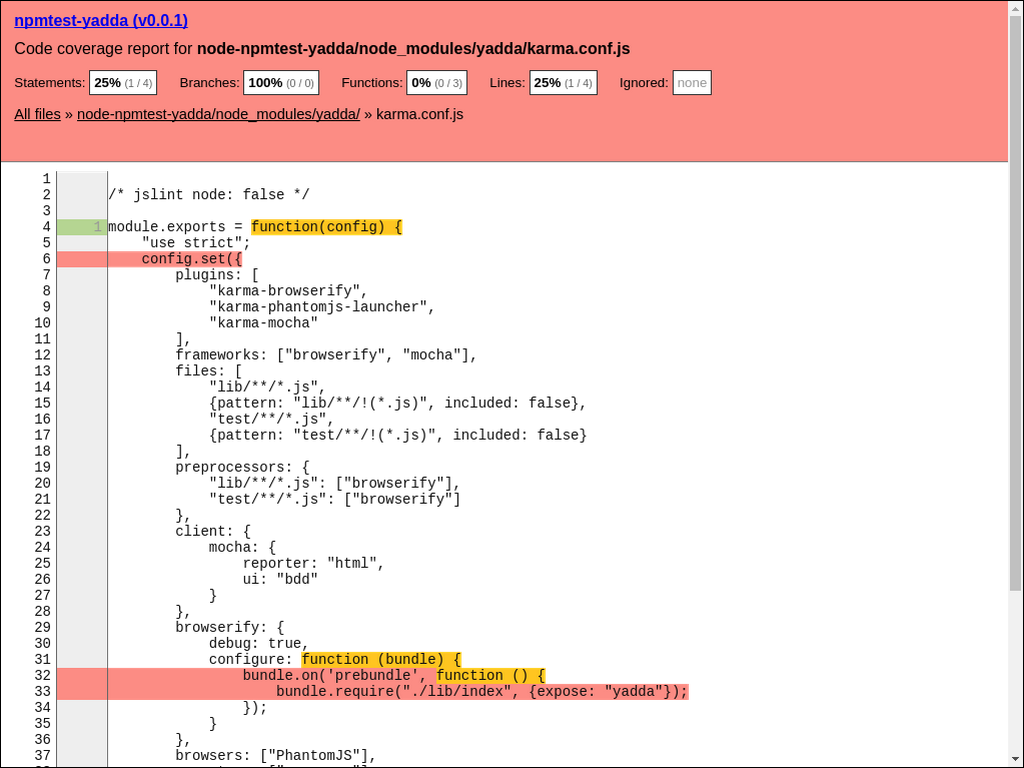 npmtest-yadda (v0.0.1)
Code coverage report for node-npmtest-yadda/node_modules/yadda/karma.conf.js
Statements: 25% (1 / 4) Branches: 100% (0 / 0) Functions: 0% (0 / 3) Lines: 25% (1 / 4) Ignored: none
All files » node-npmtest-yadda/node_modules/yadda/ » karma.conf.js
1
2 /* jslint node: false */
3
4 1 module.exports = function(config) {
5     "use strict";
6     config.set({
7         plugins: [
8             "karma-browserify",
9             "karma-phantomjs-launcher",
10             "karma-mocha"
11         ],
12         frameworks: ["browserify", "mocha"],
13         files: [
14             "lib/**/*.js",
15             {pattern: "lib/**/!(*.js)", included: false},
16             "test/**/*.js",
17             {pattern: "test/**/!(*.js)", included: false}
18         ],
19         preprocessors: {
20             "lib/**/*.js": ["browserify"],
21             "test/**/*.js": ["browserify"]
22         },
23         client: {
24             mocha: {
25                 reporter: "html",
26                 ui: "bdd"
27             }
28         },
29         browserify: {
30             debug: true,
31             configure: function (bundle) {
32                 bundle.on('prebundle', function () {
33                     bundle.require("./lib/index", {expose: "yadda"});
34                 });
35             }
36         },
37         browsers: ["PhantomJS"],